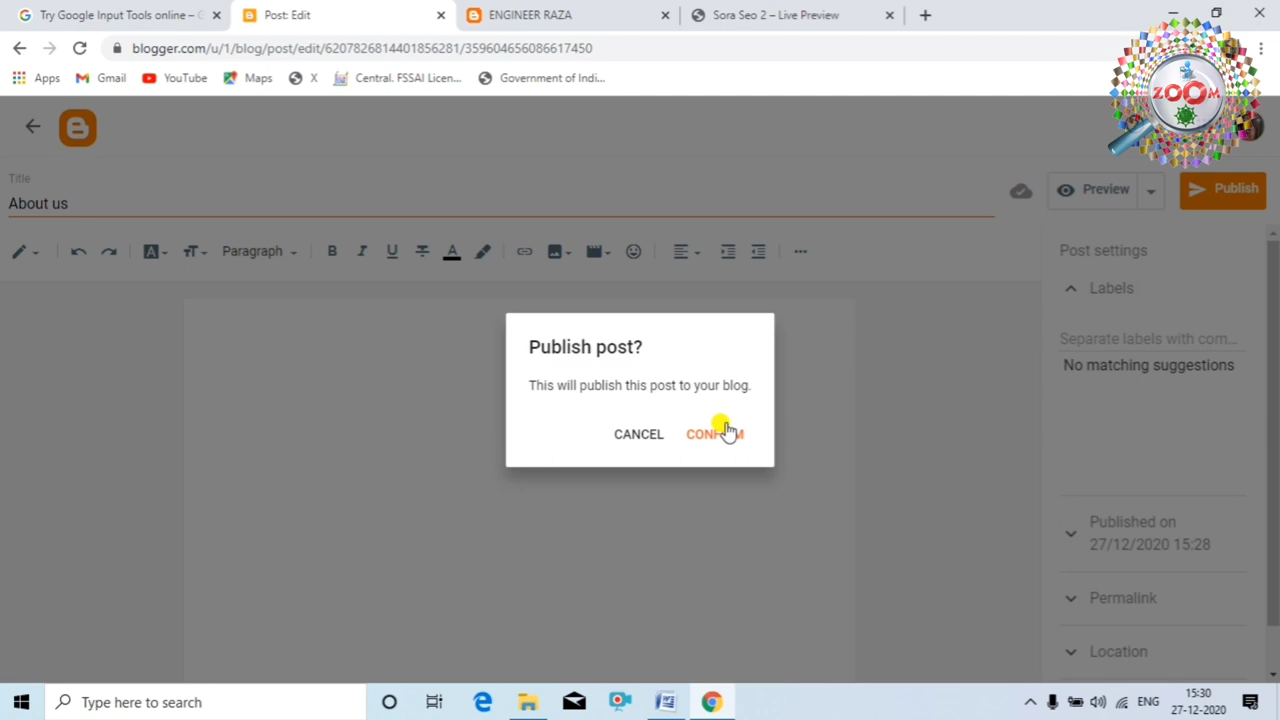 Try Google Input Tools online – G
Post: Edit
ENGINEER RAZA
Sora Seo 2 – Live Preview
blogger.com/u/1/blog/post/edit/6207826814401856281/359604656086617450
Apps
Gmail
YouTube
Maps
X
Central. FSSAI Licen...
Government of Indi...
ZOOM
Title
About us
Preview
Publish
Paragraph
Post settings
Labels
Separate labels with com...
No matching suggestions
Publish post?
This will publish this post to your blog.
CANCEL
Published on
27/12/2020 15:28
Permalink
Location
Type here to search
ENG
15:30
27-12-2020